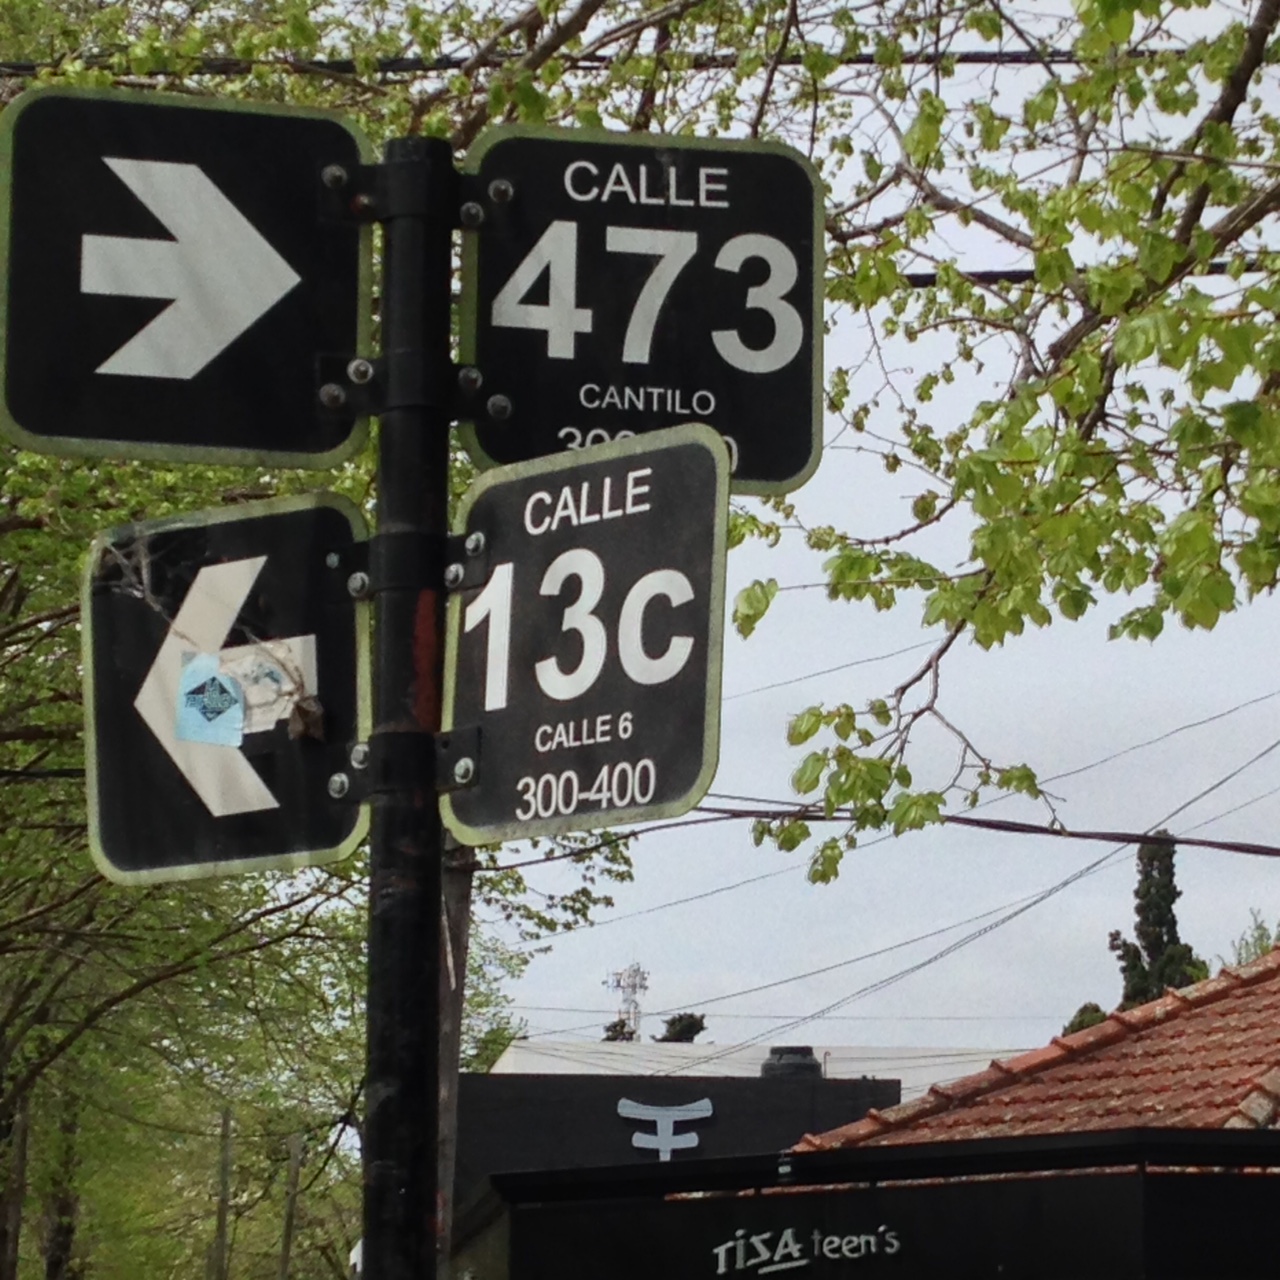 CALLE
473
CANTILO
CALLE
13c
CALLE 6
300-400
TISA teen's